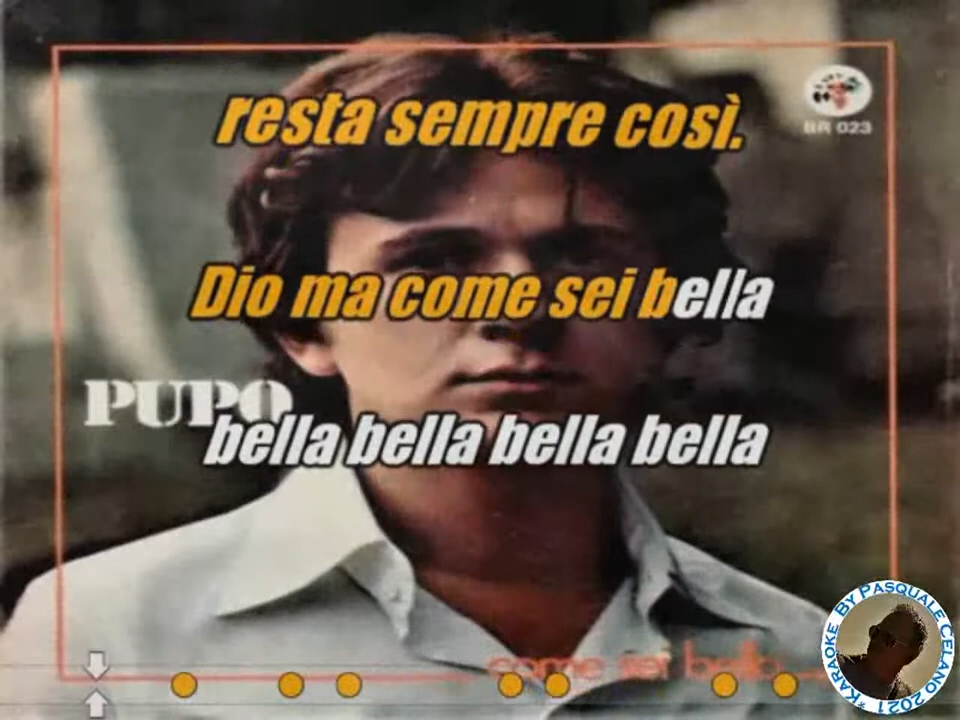 resta sempre così.
BR 023
Dio ma come sei bella
PUPO
bella bella bella bella
come sei bella
KARAOKE By PASQUALE CELANO 2021 *